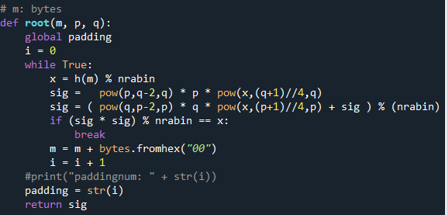 # m: bytes
def root(m, p, q):
    global padding
    i = 0
    while True:
        x = h(m) % nrabin
        sig =   pow(p,q-2,q) * p * pow(x,(q+1)//4,q)
        sig = ( pow(q,p-2,p) * q * pow(x,(p+1)//4,p) + sig ) % (nrabin)
        if (sig * sig) % nrabin == x:
            break
        m = m + bytes.fromhex("00")
        i = i + 1
    #print("paddingnum: " + str(i))
    padding = str(i)
    return sig